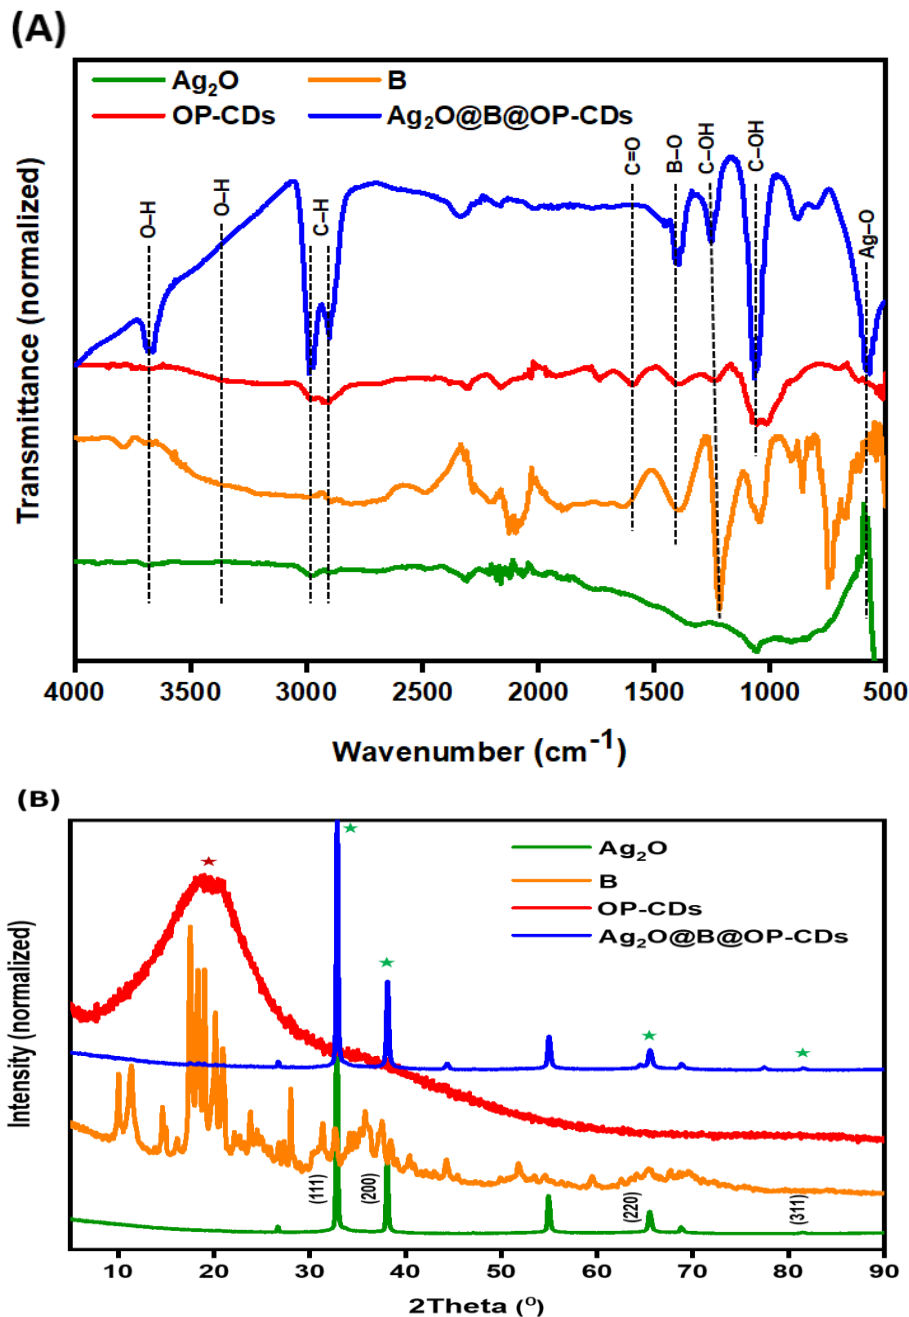 (A)
Ag₂O B
OP-CDs Ag₂O@B@OP-CDs
O–H
O–H
C–H
C=O
B–O
C–OH
C–OH
Ag–O
Transmittance (normalized)
4000 3500 3000 2500 2000 1500 1000 500
Wavenumber (cm⁻¹)
(B)
Ag₂O
B
OP-CDs
Ag₂O@B@OP-CDs
Intensity (normalized)
(111)
(200)
(220)
(311)
10 20 30 40 50 60 70 80 90
2Theta (⁰)